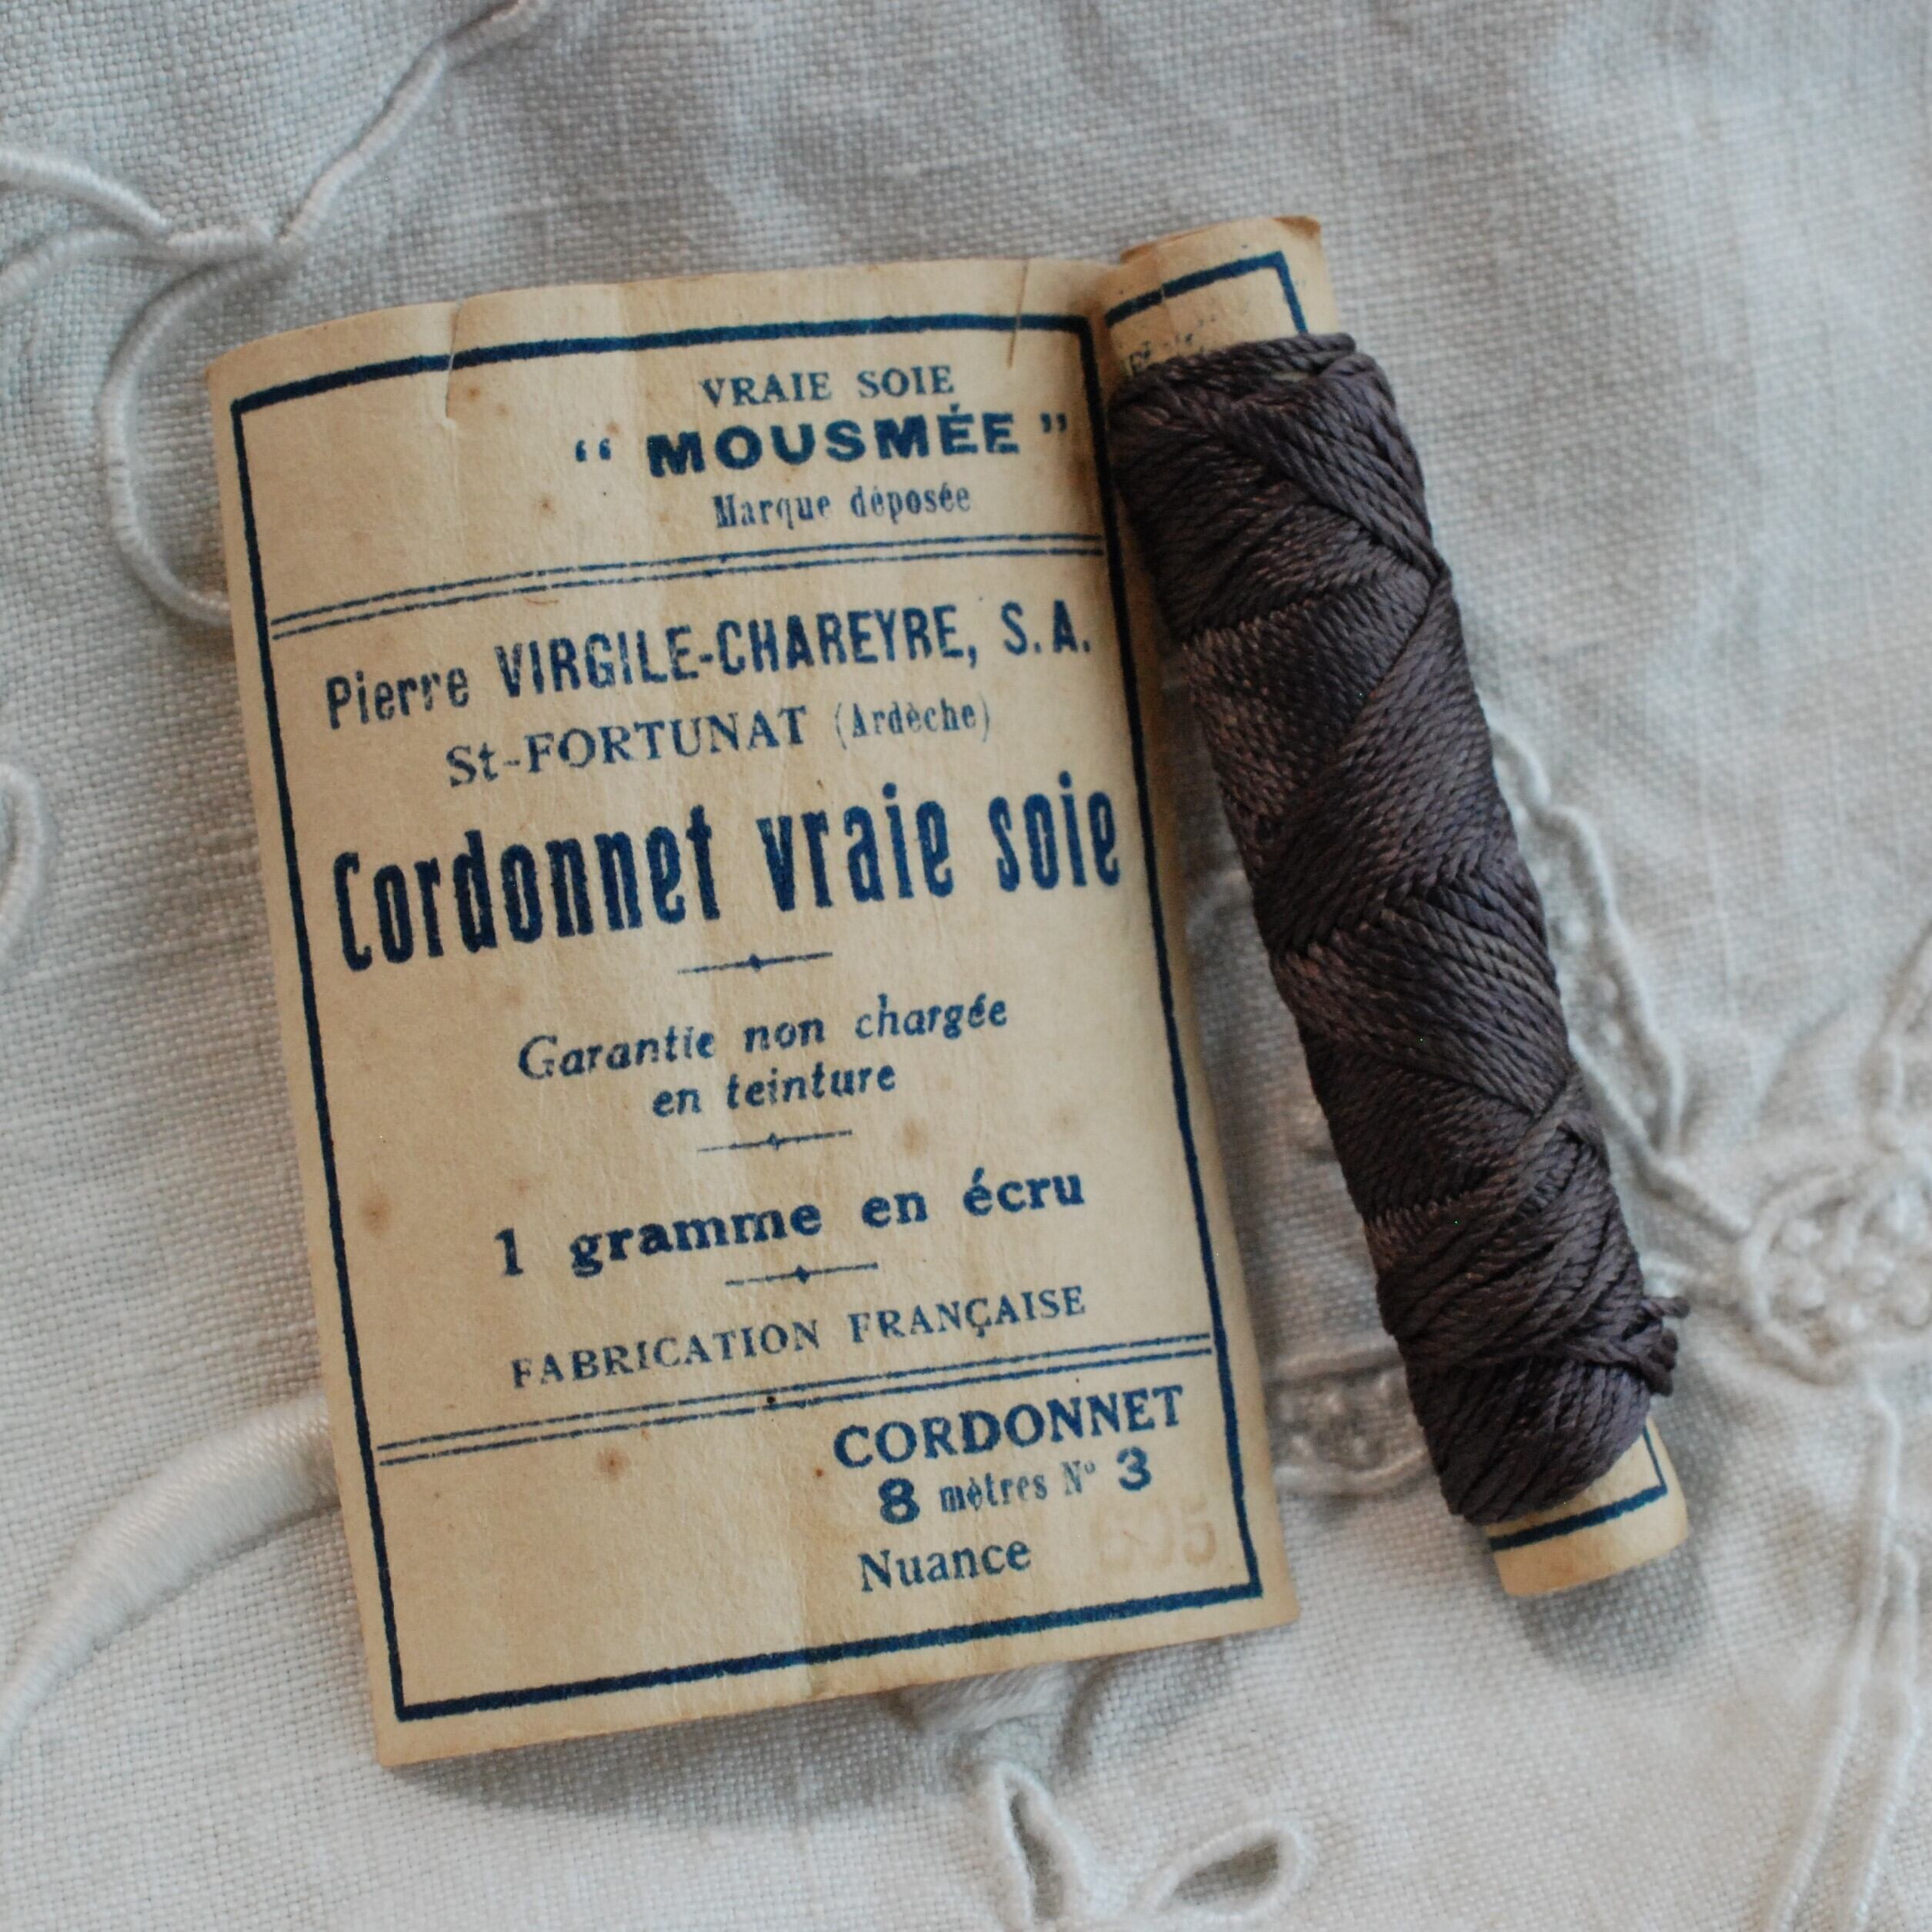 VRAIE SOIE
“ MOUSMÉE ”
Marque déposée
Pierre VIRGILE-CHAREYRE, S.A.
St-FORTUNAT (Ardèche)
Cordonnet vraie soie
Garantie non chargée
en teinture
1 gramme en écru
FABRICATION FRANÇAISE
CORDONNET
8 mètres N° 3
Nuance